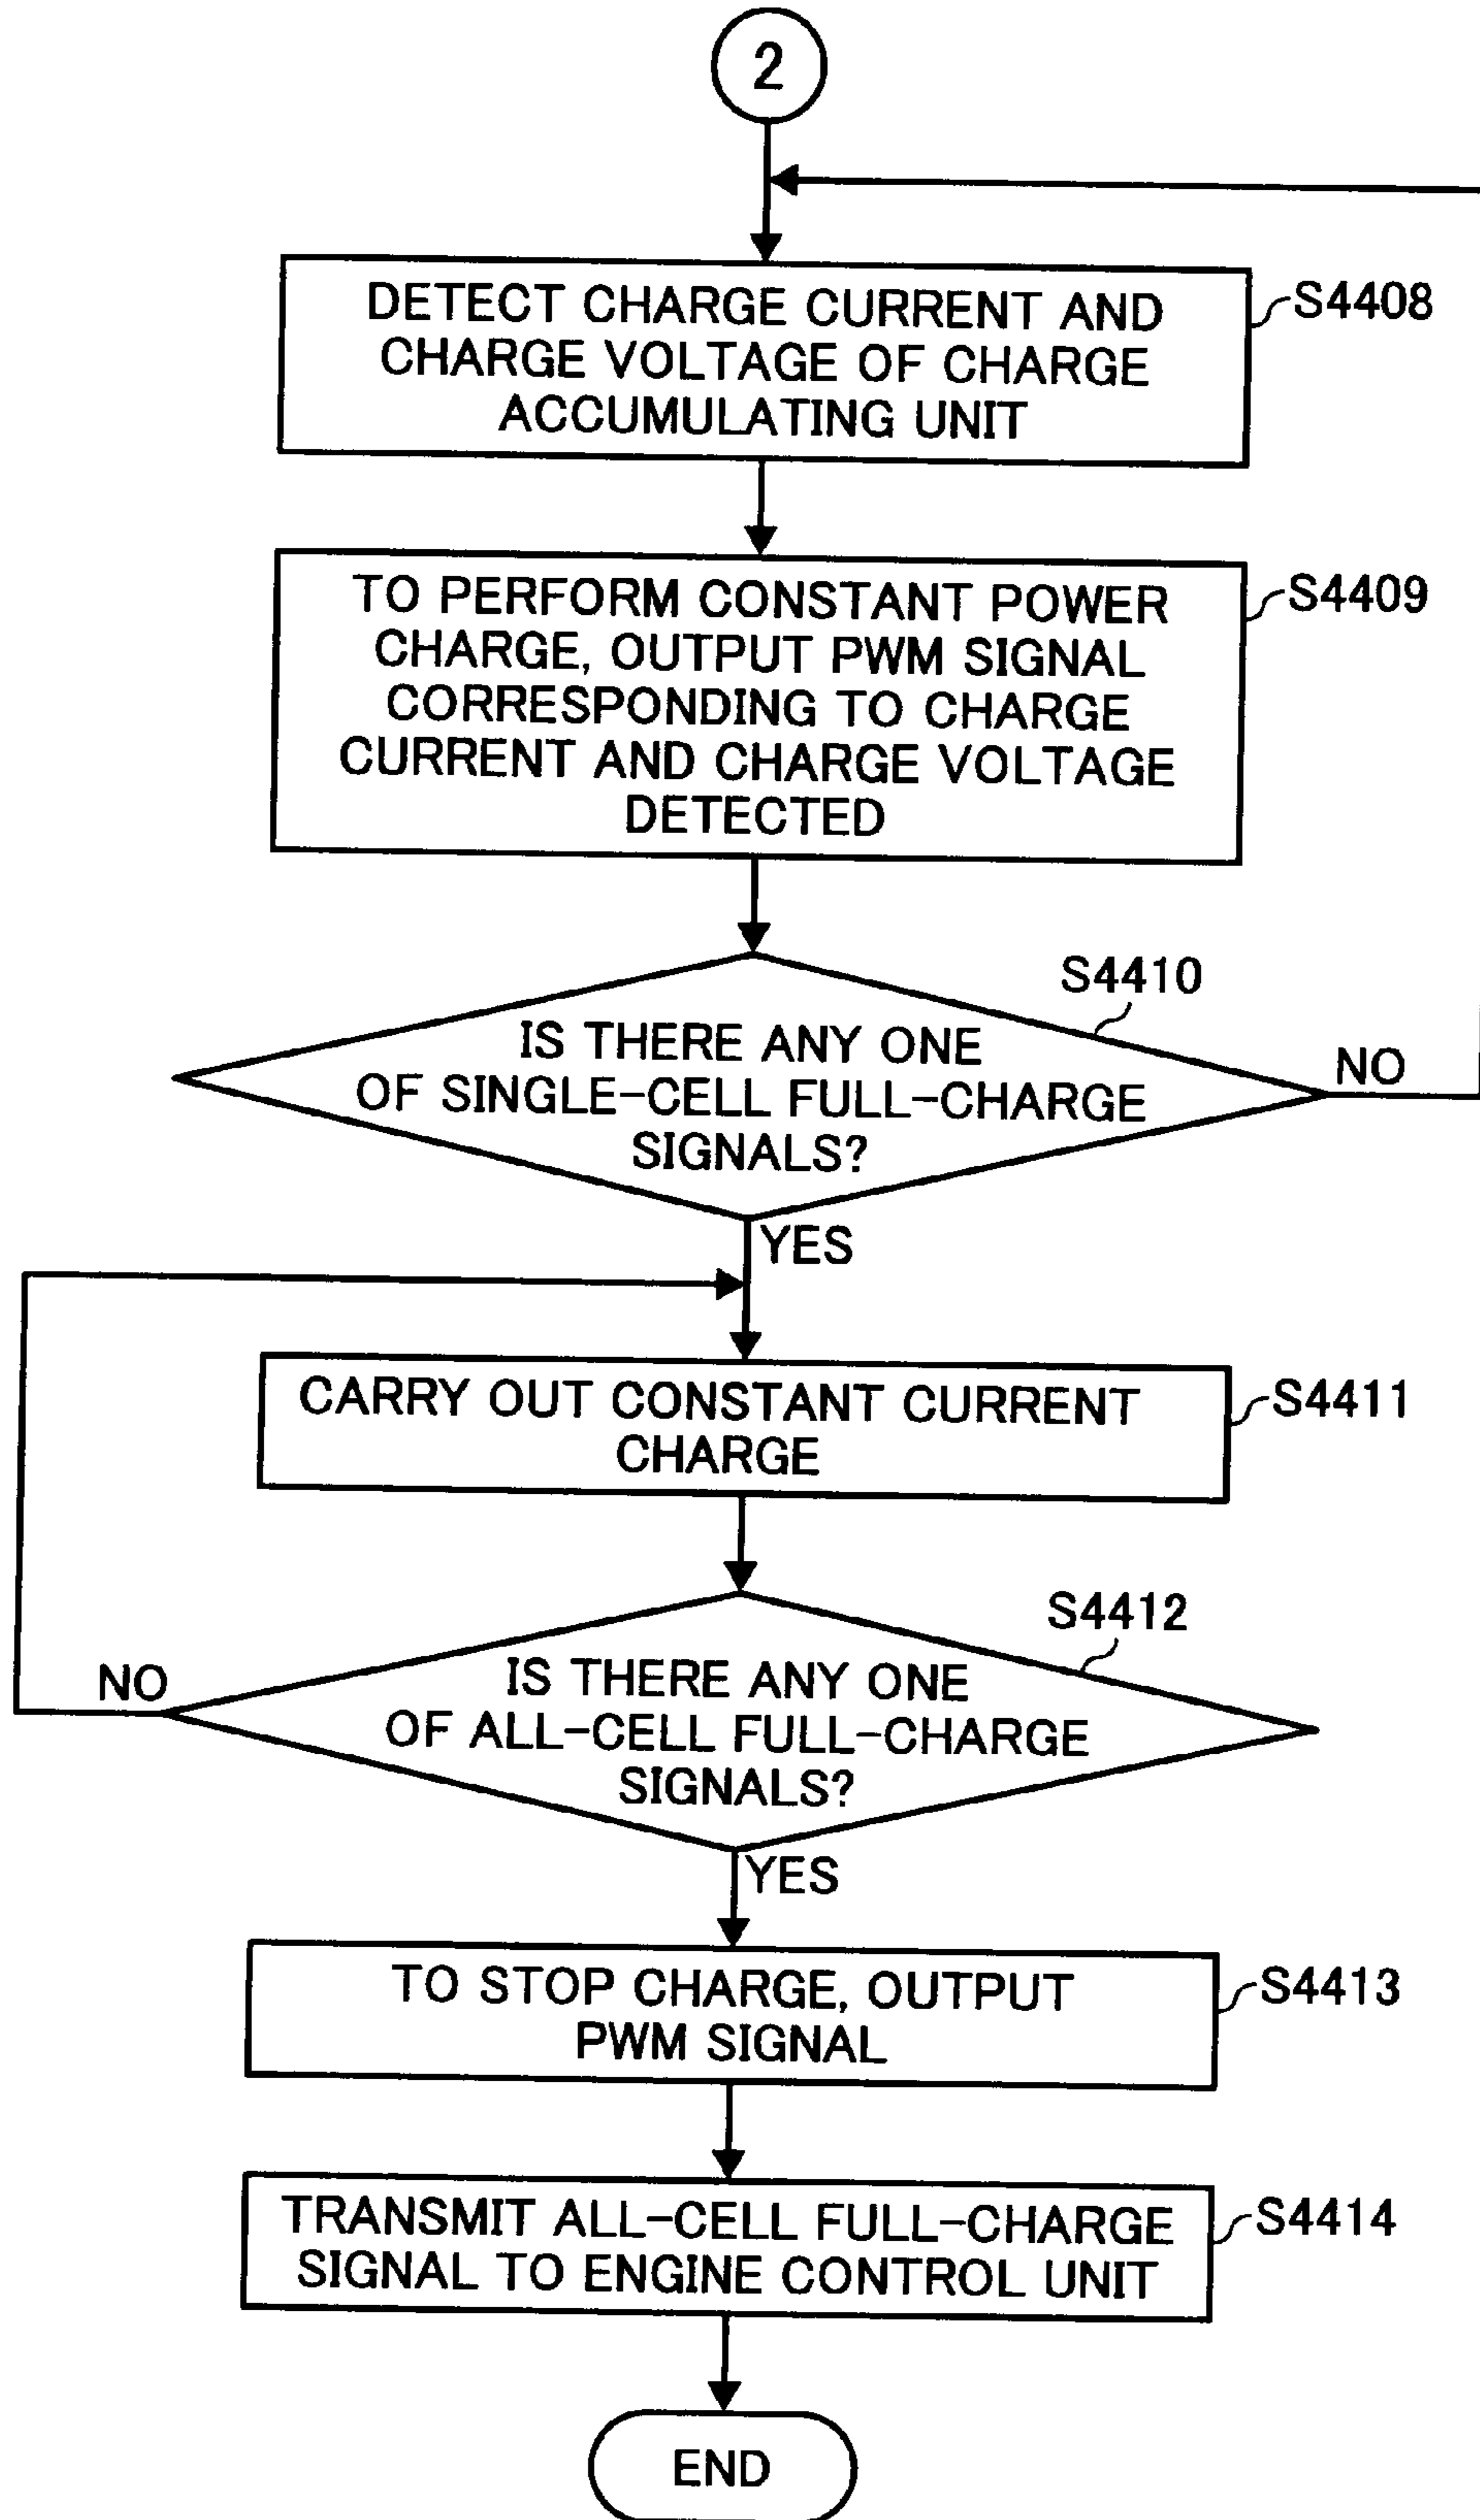 2
DETECT CHARGE CURRENT AND
CHARGE VOLTAGE OF CHARGE
ACCUMULATING UNIT
S4408
TO PERFORM CONSTANT POWER
CHARGE, OUTPUT PWM SIGNAL
CORRESPONDING TO CHARGE
CURRENT AND CHARGE VOLTAGE
DETECTED
S4409
S4410
IS THERE ANY ONE
OF SINGLE-CELL FULL-CHARGE
SIGNALS?
NO
YES
CARRY OUT CONSTANT CURRENT
CHARGE
S4411
S4412
IS THERE ANY ONE
OF ALL-CELL FULL-CHARGE
SIGNALS?
NO
YES
TO STOP CHARGE, OUTPUT
PWM SIGNAL
S4413
TRANSMIT ALL-CELL FULL-CHARGE
SIGNAL TO ENGINE CONTROL UNIT
S4414
END